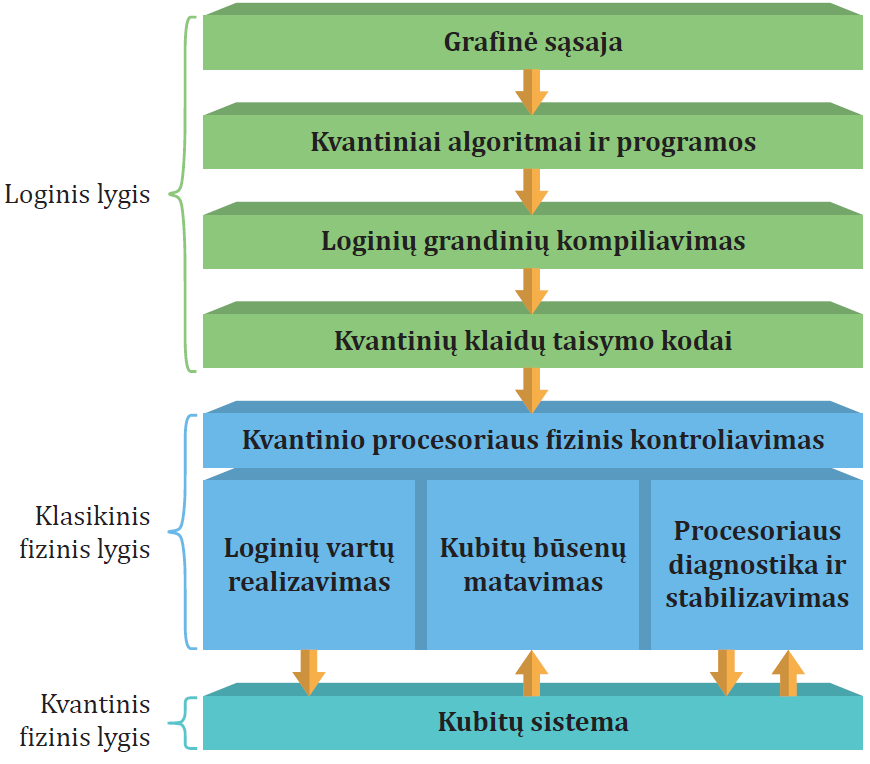 Grafinė sąsaja
Kvantiniai algoritmai ir programos
Loginis lygis
Loginių grandinių kompiliavimas
Kvantinių klaidų taisymo kodai
Kvantinio procesoriaus fizinis kontroliavimas
Klasikinis
fizinis lygis
Loginių vartų
realizavimas
Kubitų būsenų
matavimas
Procesoriaus
diagnostika ir
stabilizavimas
Kvantinis
fizinis lygis
Kubitų sistema